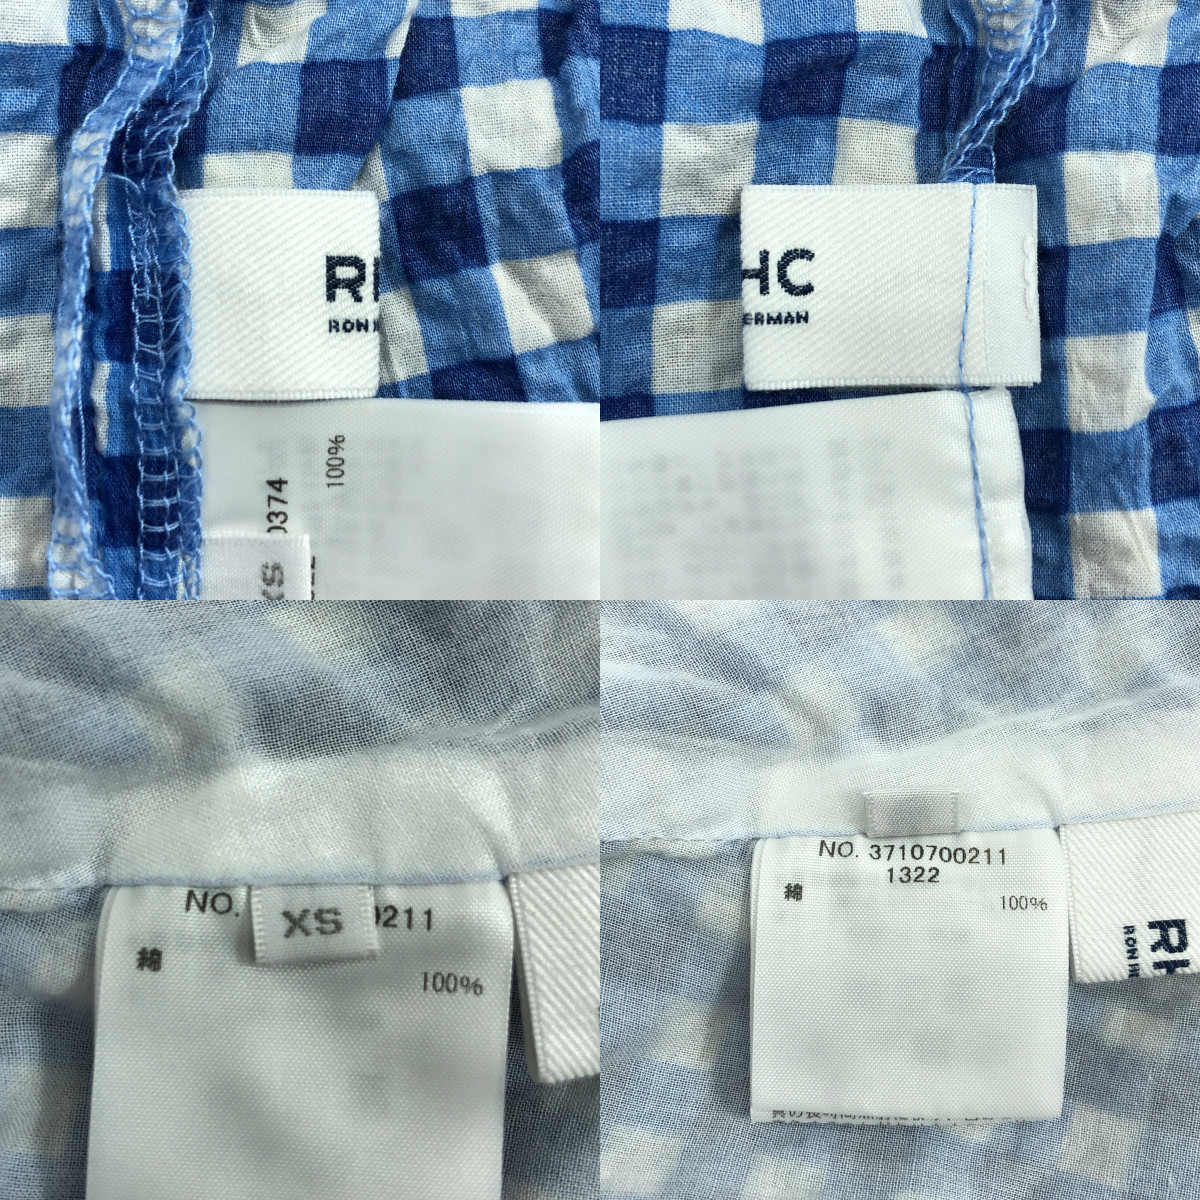 RH
RON H
100%
0374
XS
HC
ERMAN
NO.
XS
0211
綿
100%
NO. 3710700211
1322
綿
100%
RH
RON HE